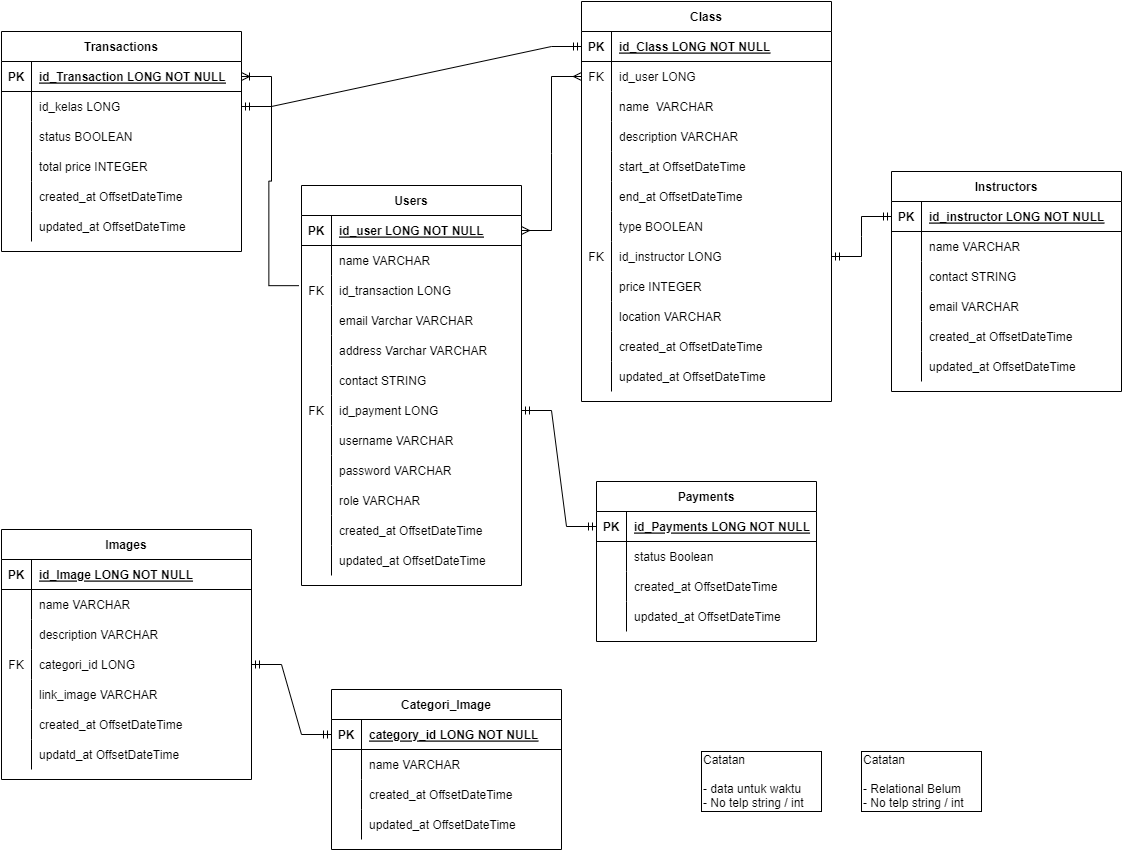 Transactions
PK id_Transaction LONG NOT NULL
id_kelas LONG
status BOOLEAN
total price INTEGER
created_at OffsetDateTime
updated_at OffsetDateTime
Class
PK id_Class LONG NOT NULL
FK id_user LONG
name VARCHAR
description VARCHAR
start_at OffsetDateTime
end_at OffsetDateTime
type BOOLEAN
FK id_instructor LONG
price INTEGER
location VARCHAR
created_at OffsetDateTime
updated_at OffsetDateTime
Instructors
PK id_instructor LONG NOT NULL
name VARCHAR
contact STRING
email VARCHAR
created_at OffsetDateTime
updated_at OffsetDateTime
Users
PK id_user LONG NOT NULL
name VARCHAR
FK id_transaction LONG
email Varchar VARCHAR
address Varchar VARCHAR
contact STRING
FK id_payment LONG
username VARCHAR
password VARCHAR
role VARCHAR
created_at OffsetDateTime
updated_at OffsetDateTime
Payments
PK id_Payments LONG NOT NULL
status Boolean
created_at OffsetDateTime
updated_at OffsetDateTime
Images
PK id_Image LONG NOT NULL
name VARCHAR
description VARCHAR
FK categori_id LONG
link_image VARCHAR
created_at OffsetDateTime
updatd_at OffsetDateTime
Categori_Image
PK category_id LONG NOT NULL
name VARCHAR
created_at OffsetDateTime
updated_at OffsetDateTime
Catatan
- data untuk waktu
- No telp string / int
Catatan
- Relational Belum
- No telp string / int